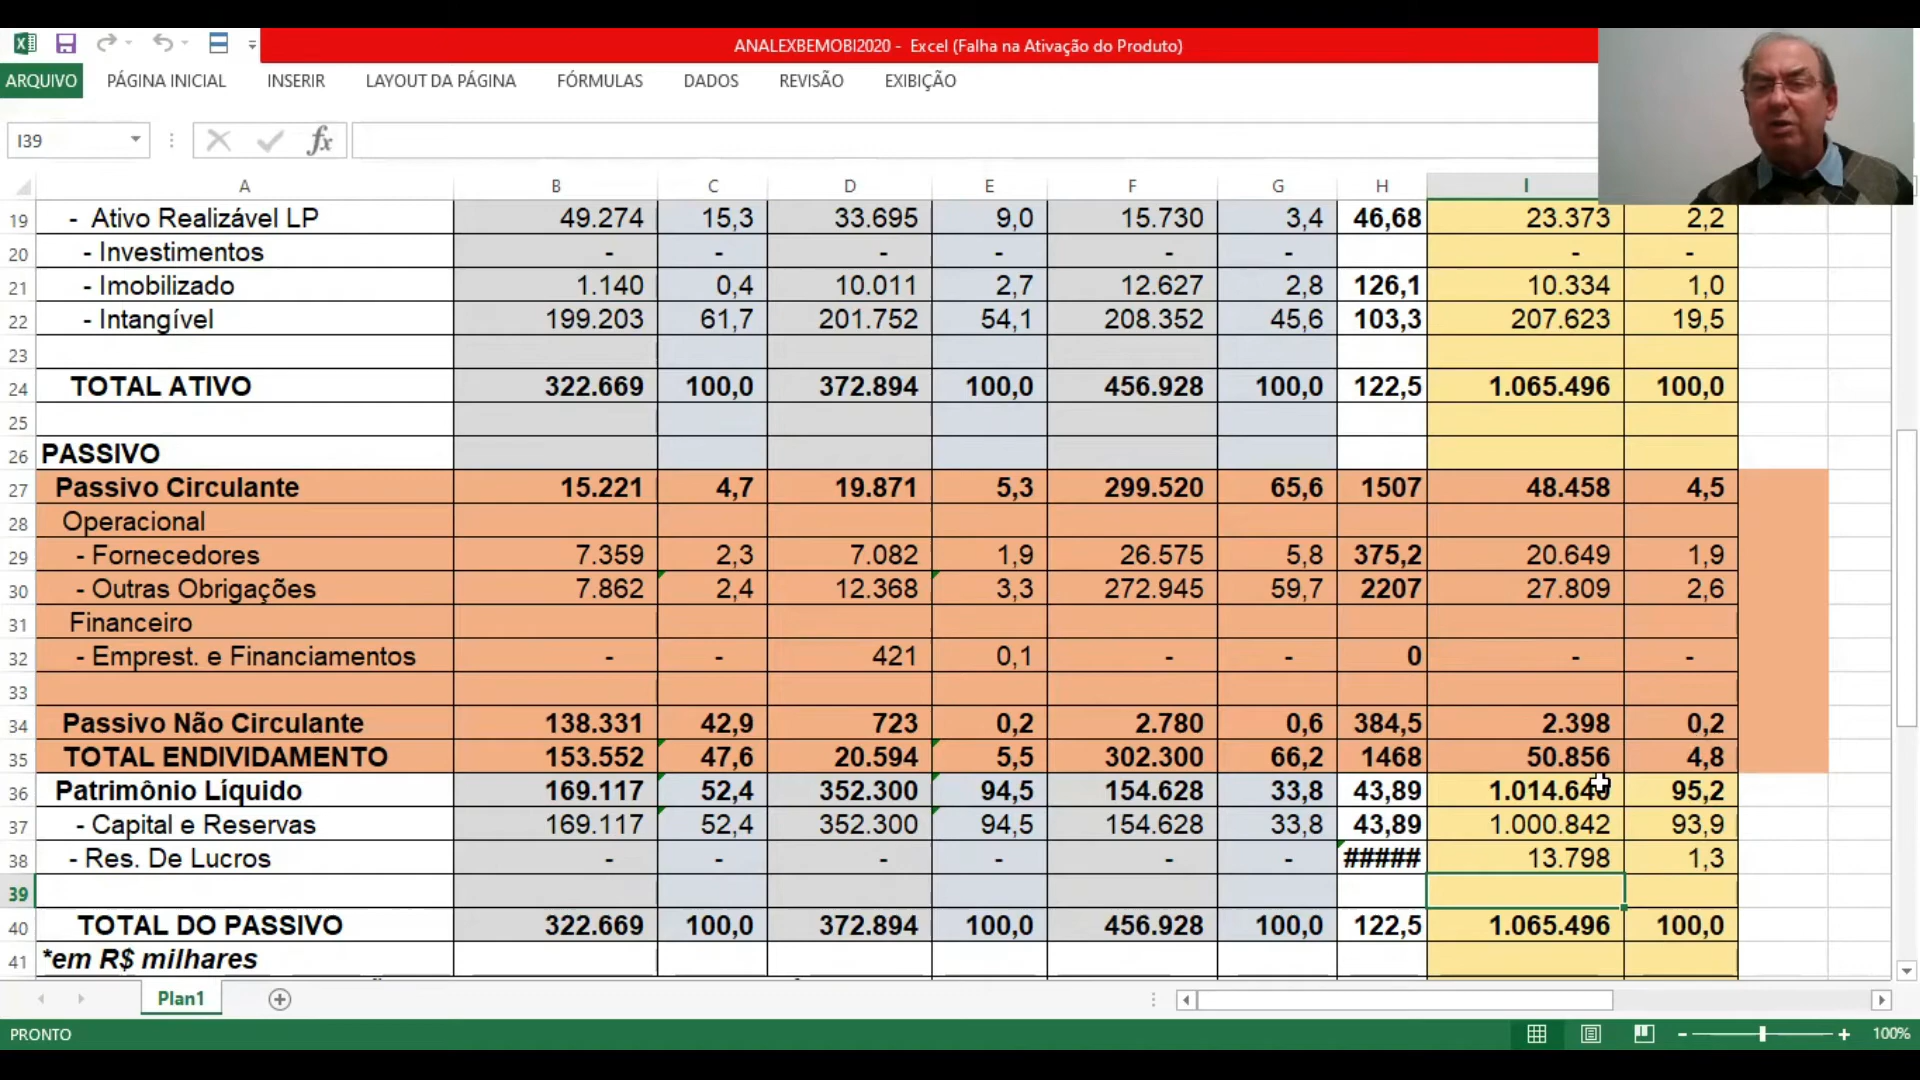 ANALEXBEMOBI2020 - Excel (Falha na Ativação do Produto)
ARQUIVO PÁGINA INICIAL INSERIR LAYOUT DA PÁGINA FÓRMULAS DADOS REVISÃO EXIBIÇÃO
I39 fx
A B C D E F G H I
19 - Ativo Realizável LP 49.274 15,3 33.695 9,0 15.730 3,4 46,68 23.373 2,2
20 - Investimentos - - - - - - - -
21 - Imobilizado 1.140 0,4 10.011 2,7 12.627 2,8 126,1 10.334 1,0
22 - Intangível 199.203 61,7 201.752 54,1 208.352 45,6 103,3 207.623 19,5
23
24 TOTAL ATIVO 322.669 100,0 372.894 100,0 456.928 100,0 122,5 1.065.496 100,0
25
26 PASSIVO
27 Passivo Circulante 15.221 4,7 19.871 5,3 299.520 65,6 1507 48.458 4,5
28 Operacional
29 - Fornecedores 7.359 2,3 7.082 1,9 26.575 5,8 375,2 20.649 1,9
30 - Outras Obrigações 7.862 2,4 12.368 3,3 272.945 59,7 2207 27.809 2,6
31 Financeiro
32 - Emprest. e Financiamentos - - 421 0,1 - - 0 - -
33
34 Passivo Não Circulante 138.331 42,9 723 0,2 2.780 0,6 384,5 2.398 0,2
35 TOTAL ENDIVIDAMENTO 153.552 47,6 20.594 5,5 302.300 66,2 1468 50.856 4,8
36 Patrimônio Líquido 169.117 52,4 352.300 94,5 154.628 33,8 43,89 1.014.640 95,2
37 - Capital e Reservas 169.117 52,4 352.300 94,5 154.628 33,8 43,89 1.000.842 93,9
38 - Res. De Lucros - - - - - - ##### 13.798 1,3
39
40 TOTAL DO PASSIVO 322.669 100,0 372.894 100,0 456.928 100,0 122,5 1.065.496 100,0
41 *em R$ milhares
Plan1
PRONTO 100%